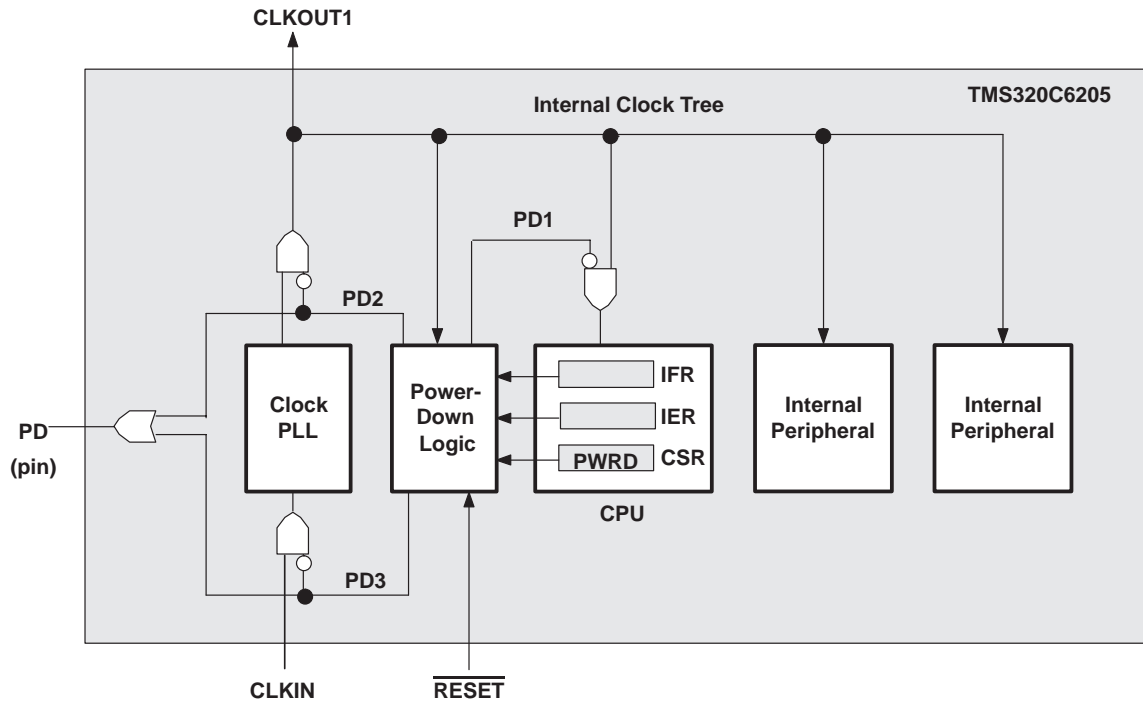 CLKOUT1
TMS320C6205
Internal Clock Tree
PD1
PD2
IFR
Clock
PLL
Power-
Down
Logic
IER
Internal
Peripheral
Internal
Peripheral
PD
(pin)
PWRD
CSR
CPU
PD3
CLKIN
RESET